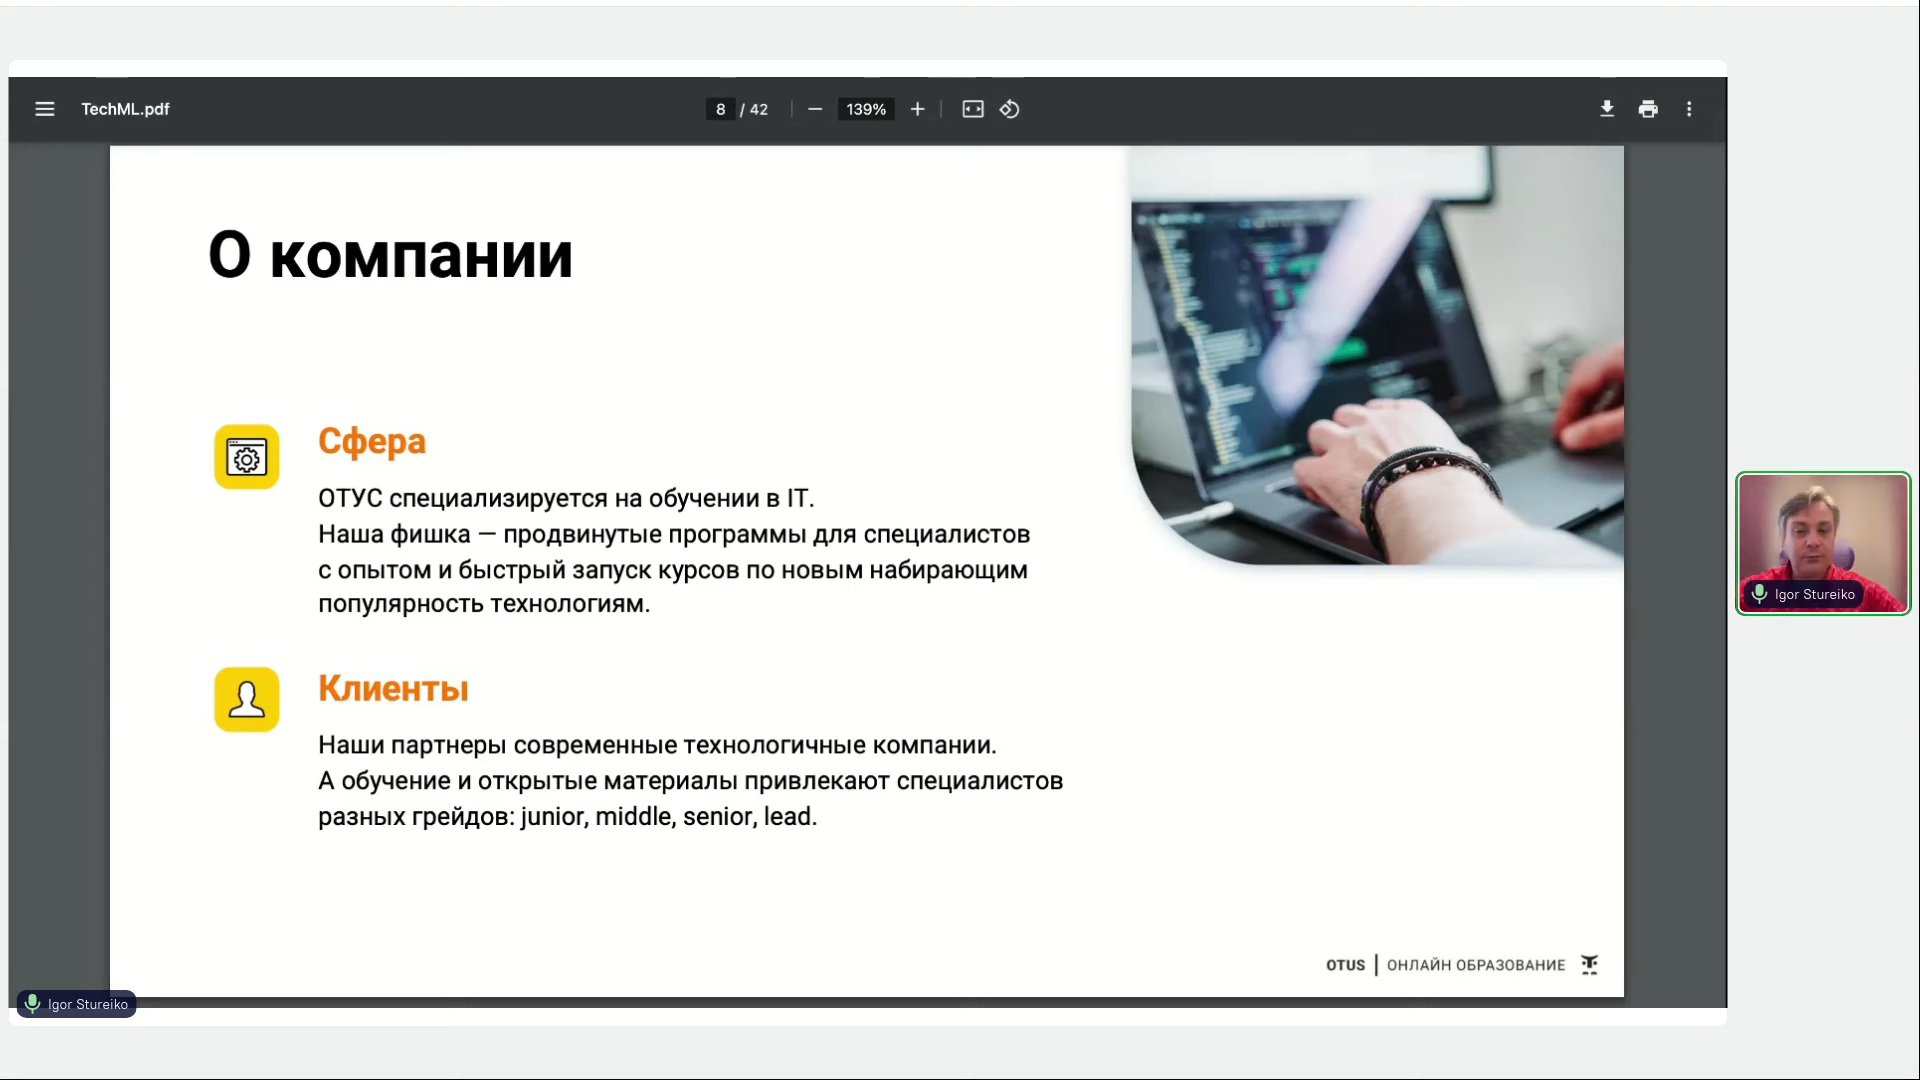 TechML.pdf
8 / 42
139%
О компании
Сфера
ОТУС специализируется на обучении в IT.
Наша фишка — продвинутые программы для специалистов
с опытом и быстрый запуск курсов по новым набирающим
популярность технологиям.
Клиенты
Наши партнеры современные технологичные компании.
А обучение и открытые материалы привлекают специалистов
разных грейдов: junior, middle, senior, lead.
OTUS | ОНЛАЙН ОБРАЗОВАНИЕ
Igor Stureiko
Igor Stureiko